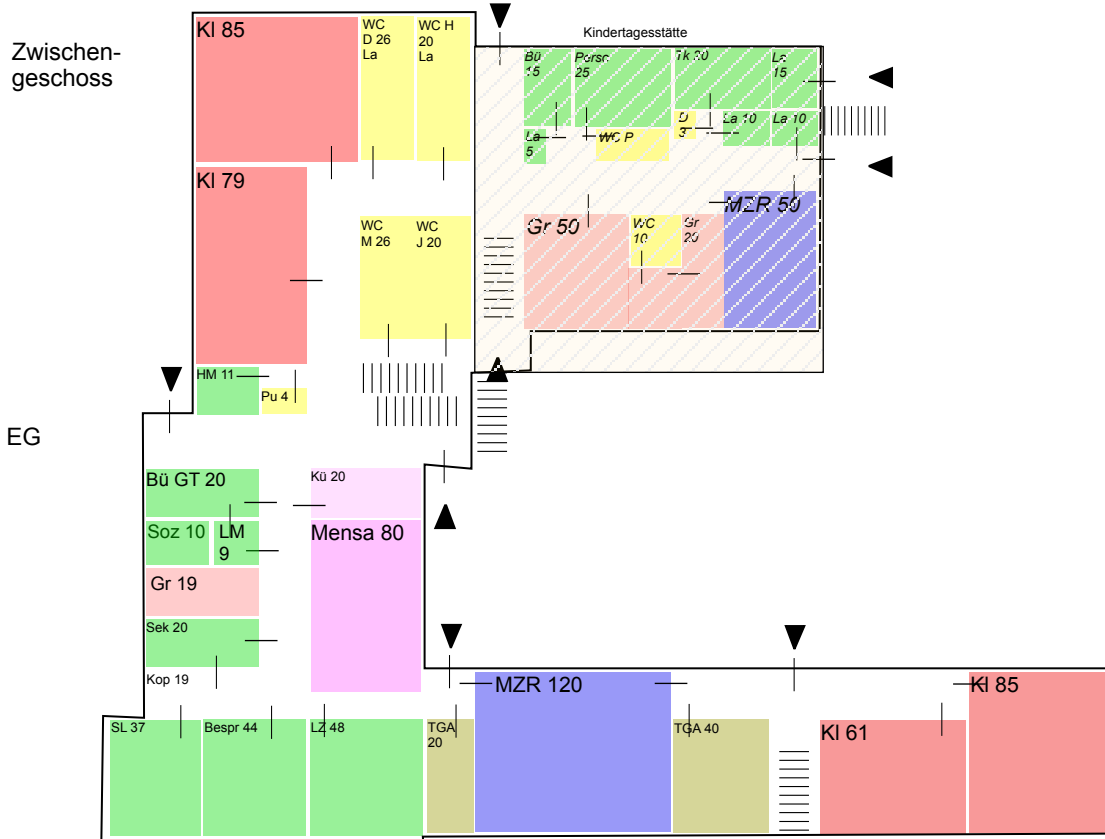 Zwischen-
geschoss
Kl 85
WC
D 26
La
WC H
20
La
Kindertagesstätte
Bü
15
Perso
25
Tk 20
La
15
La
5
WC P
D
3
La 10
La 10
Kl 79
WC
M 26
WC
J 20
Gr 50
WC
10
Gr
20
MZR 50
HM 11
Pu 4
EG
Bü GT 20
Kü 20
Soz 10
LM
9
Mensa 80
Gr 19
Sek 20
Kop 19
MZR 120
Kl 85
SL 37
Bespr 44
LZ 48
TGA
20
TGA 40
Kl 61